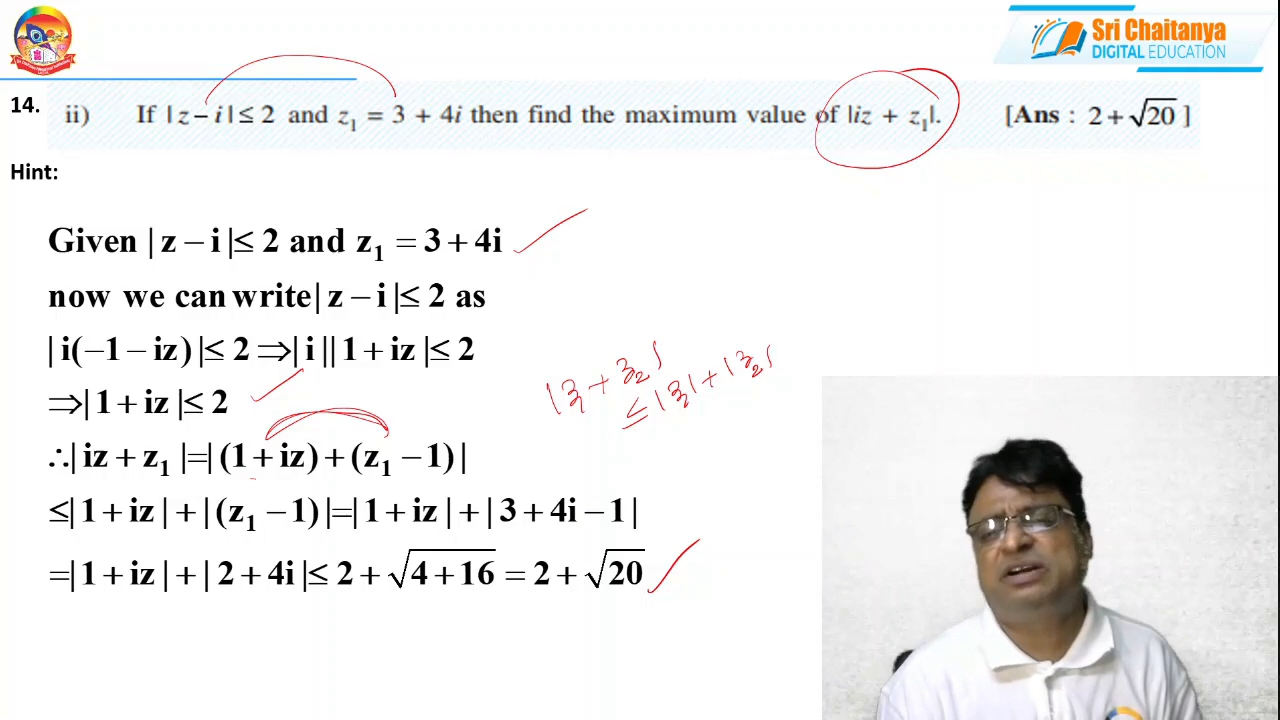 Sri Chaitanya
DIGITAL EDUCATION
14. ii) If |z – i| ≤ 2 and z₁ = 3 + 4i then find the maximum value of |iz + z₁|. [Ans : 2 + √20 ]
Hint:
Given | z − i |≤ 2 and z₁ = 3 + 4i
now we can write | z − i |≤ 2 as
| i(−1 − iz) |≤ 2 ⇒| i || 1 + iz |≤ 2
⇒| 1 + iz |≤ 2
|z₁ + z₂|
≤ |z₁| + |z₂|
∴| iz + z₁ |=| (1 + iz) + (z₁ − 1) |
≤| 1 + iz | + | (z₁ − 1) |=| 1 + iz | + | 3 + 4i − 1 |
=| 1 + iz | + | 2 + 4i |≤ 2 + √4 + 16 = 2 + √20